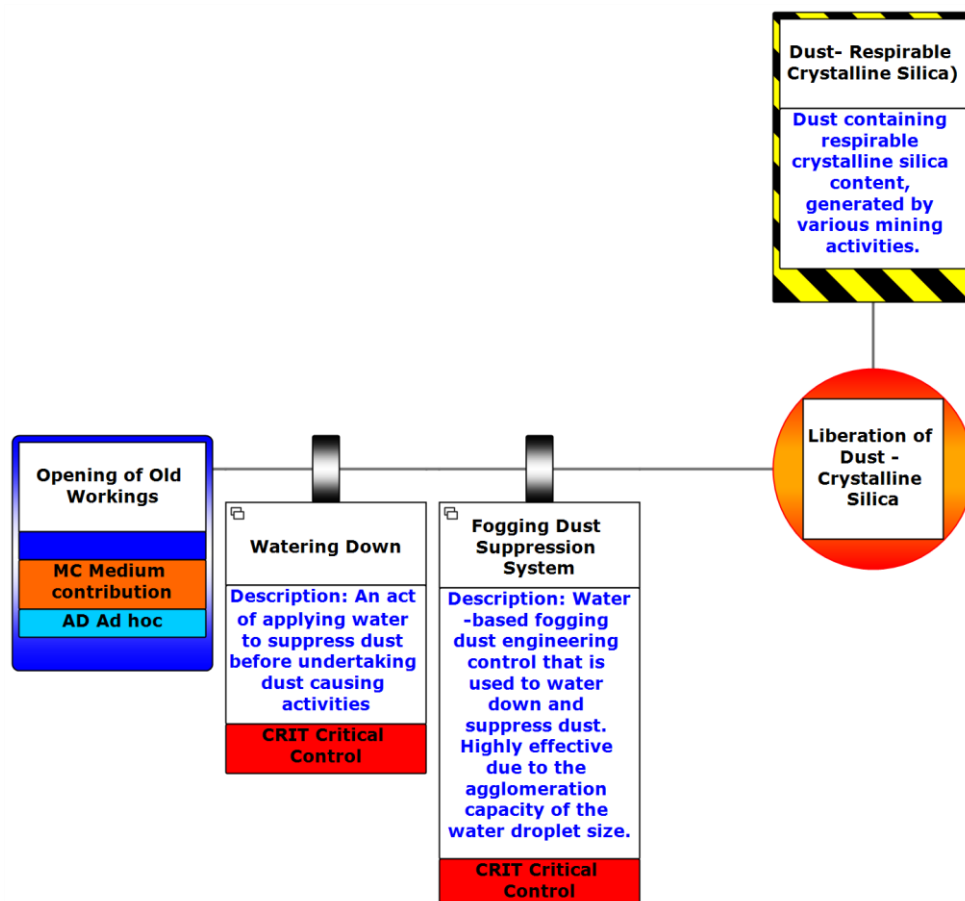 Dust- Respirable
Crystalline Silica)
Dust containing
respirable
crystalline silica
content,
generated by
various mining
activities.
Liberation of
Dust -
Crystalline
Silica
Opening of Old
Workings
MC Medium
contribution
AD Ad hoc
Watering Down
Description: An act
of applying water
to suppress dust
before undertaking
dust causing
activities
CRIT Critical
Control
Fogging Dust
Suppression
System
Description: Water
-based fogging
dust engineering
control that is
used to water
down and
suppress dust.
Highly effective
due to the
agglomeration
capacity of the
water droplet size.
CRIT Critical
Control